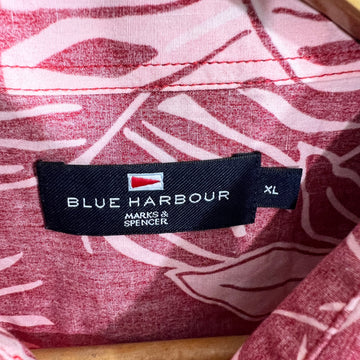 BLUE HARBOUR
MARKS &
SPENCER
XL